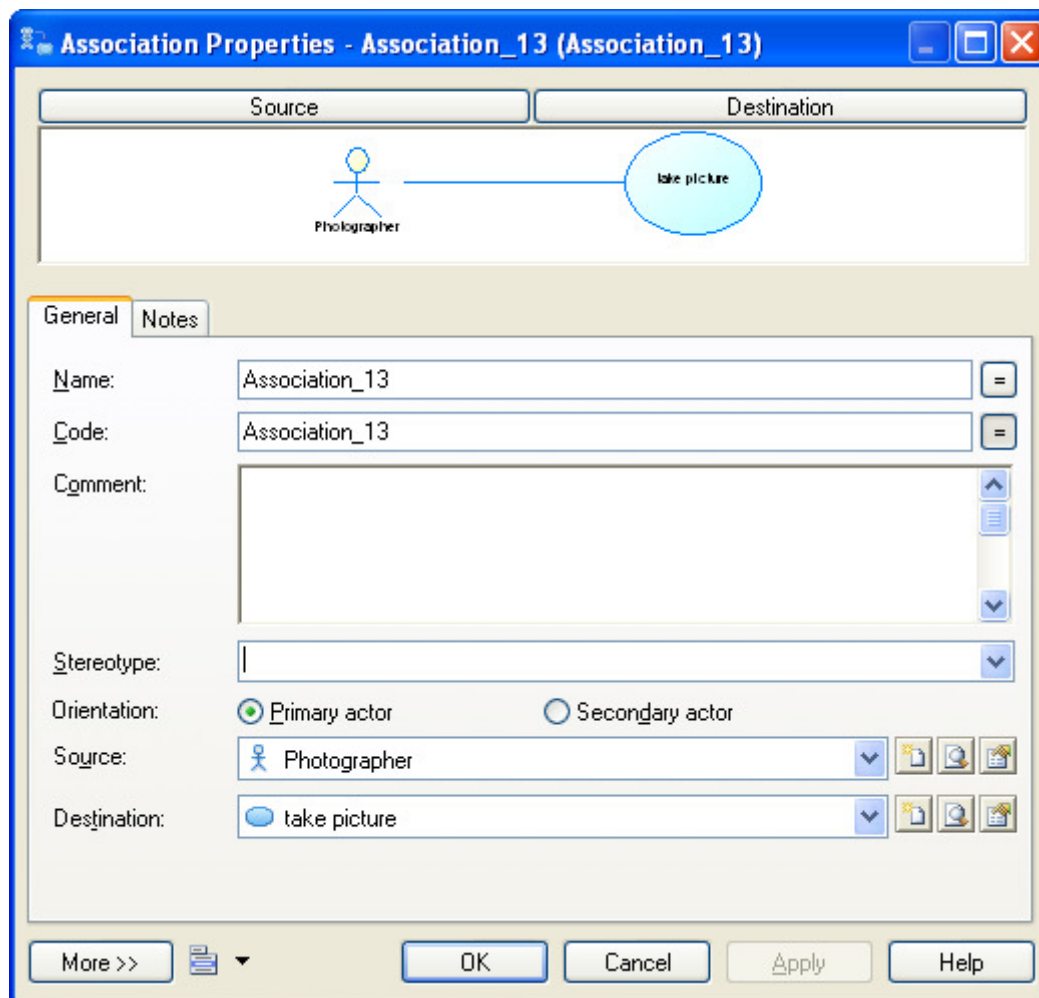 Association Properties - Association_13 (Association_13)
Source Destination
take picture
Photographer
General Notes
Name: Association_13 =
Code: Association_13 =
Comment:
Stereotype:
Orientation: Primary actor Secondary actor
Source: Photographer
Destination: take picture
More >> OK Cancel Apply Help